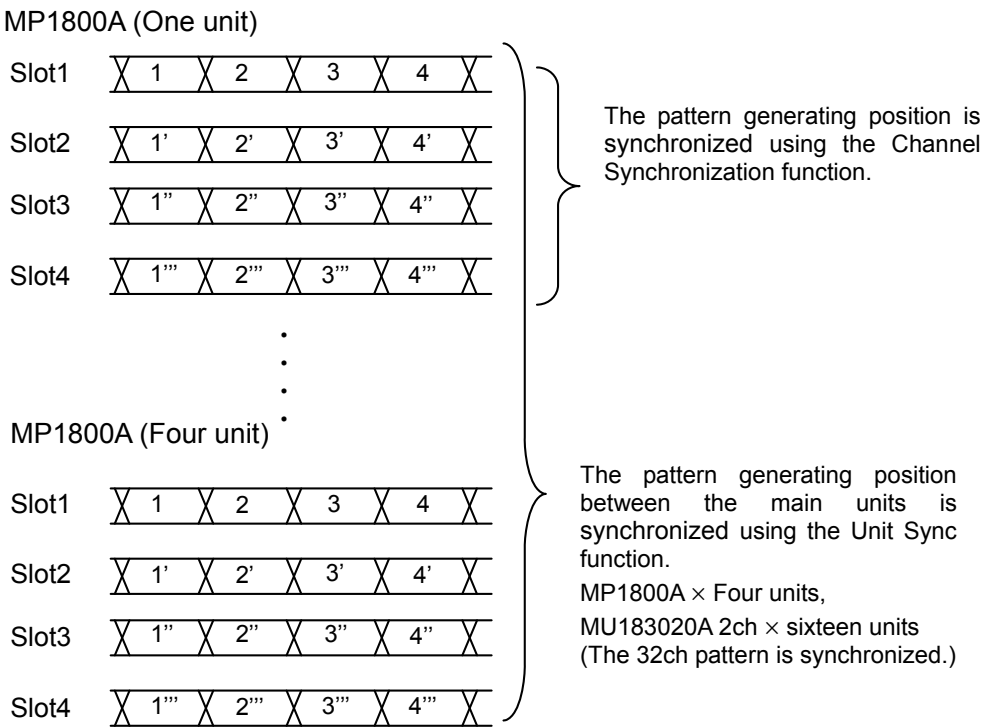 MP1800A (One unit)
Slot1 1 2 3 4
Slot2 1' 2' 3' 4'
Slot3 1'' 2'' 3'' 4''
Slot4 1''' 2''' 3''' 4'''
The pattern generating position is
synchronized using the Channel
Synchronization function.
MP1800A (Four unit)
Slot1 1 2 3 4
Slot2 1' 2' 3' 4'
Slot3 1'' 2'' 3'' 4''
Slot4 1''' 2''' 3''' 4'''
The pattern generating position
between the main units is
synchronized using the Unit Sync
function.
MP1800A × Four units,
MU183020A 2ch × sixteen units
(The 32ch pattern is synchronized.)